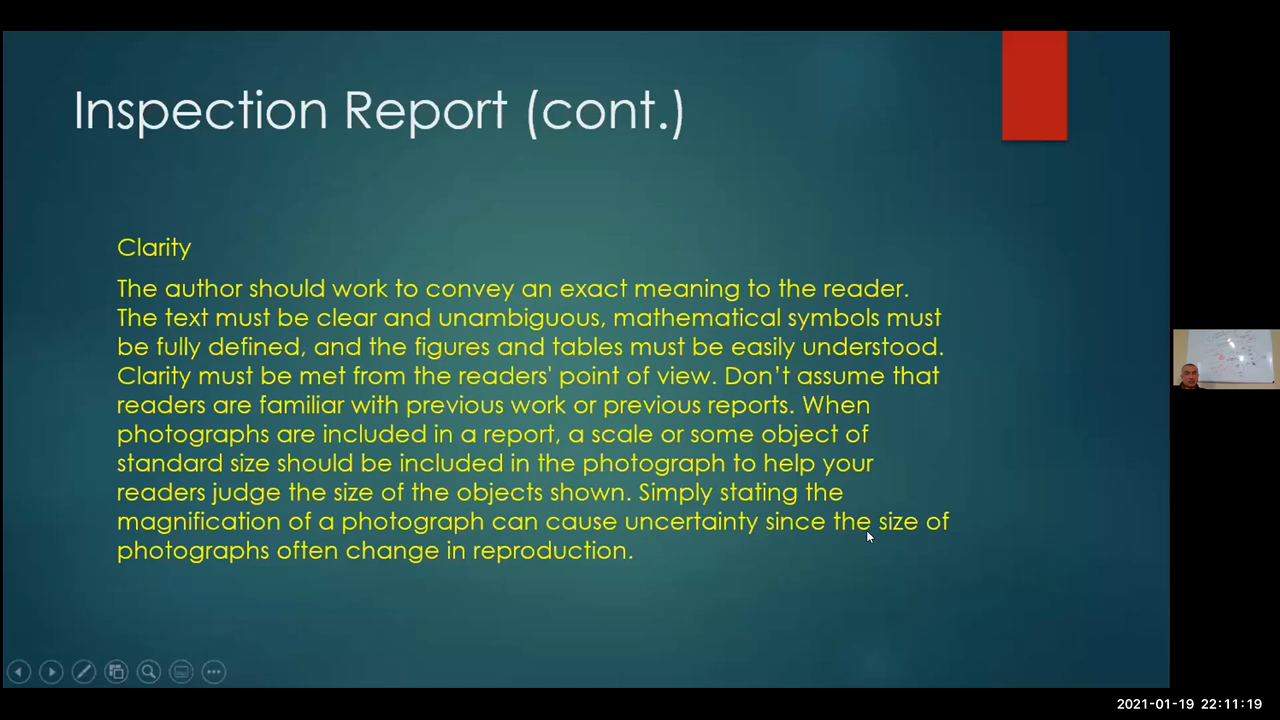 Inspection Report (cont.)
Clarity
The author should work to convey an exact meaning to the reader.
The text must be clear and unambiguous, mathematical symbols must
be fully defined, and the figures and tables must be easily understood.
Clarity must be met from the readers' point of view. Don’t assume that
readers are familiar with previous work or previous reports. When
photographs are included in a report, a scale or some object of
standard size should be included in the photograph to help your
readers judge the size of the objects shown. Simply stating the
magnification of a photograph can cause uncertainty since the size of
photographs often change in reproduction.
2021-01-19 22:11:19